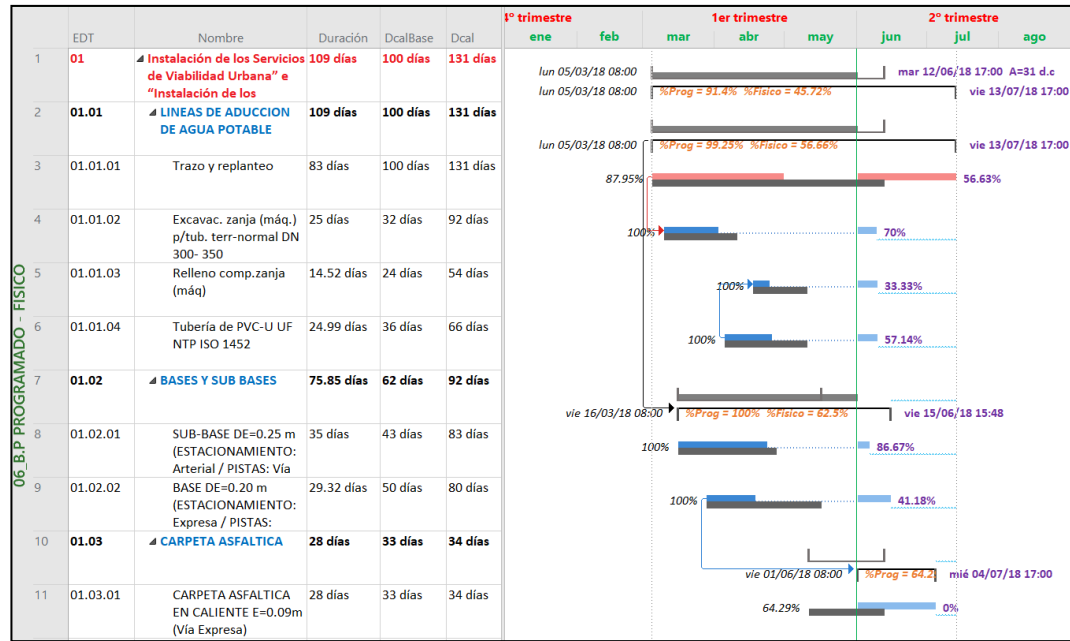 4º trimestre 1er trimestre 2º trimestre
EDT Nombre Duración DcalBase Dcal ene feb mar abr may jun jul ago
06_B.P PROGRAMADO - FISICO
1 01 Instalación de los Servicios 109 días 100 días 131 días
de Viabilidad Urbana” e
“Instalación de los
lun 05/03/18 08:00 mar 12/06/18 17:00 A=31 d.c
lun 05/03/18 08:00 %Prog = 91.4% %Fisico = 45.72% vie 13/07/18 17:00
2 01.01 LINEAS DE ADUCCION 109 días 100 días 131 días
DE AGUA POTABLE
lun 05/03/18 08:00 %Prog = 99.25% %Fisico = 56.66% vie 13/07/18 17:00
3 01.01.01 Trazo y replanteo 83 días 100 días 131 días
87.95% 56.63%
4 01.01.02 Excavac. zanja (máq.) 25 días 32 días 92 días
p/tub. terr-normal DN
300- 350
100% 70%
5 01.01.03 Relleno comp.zanja 14.52 días 24 días 54 días
(máq)
100% 33.33%
6 01.01.04 Tubería de PVC-U UF 24.99 días 36 días 66 días
NTP ISO 1452
100% 57.14%
7 01.02 BASES Y SUB BASES 75.85 días 62 días 92 días
vie 16/03/18 08:00 %Prog = 100% %Fisico = 62.5% vie 15/06/18 15:48
8 01.02.01 SUB-BASE DE=0.25 m 35 días 43 días 83 días
(ESTACIONAMIENTO:
Arterial / PISTAS: Vía
100% 86.67%
9 01.02.02 BASE DE=0.20 m 29.32 días 50 días 80 días
(ESTACIONAMIENTO:
Expresa / PISTAS:
100% 41.18%
10 01.03 CARPETA ASFALTICA 28 días 33 días 34 días
vie 01/06/18 08:00 %Prog = 64.2 mié 04/07/18 17:00
11 01.03.01 CARPETA ASFALTICA 28 días 33 días 34 días
EN CALIENTE E=0.09m
(Vía Expresa)
64.29% 0%